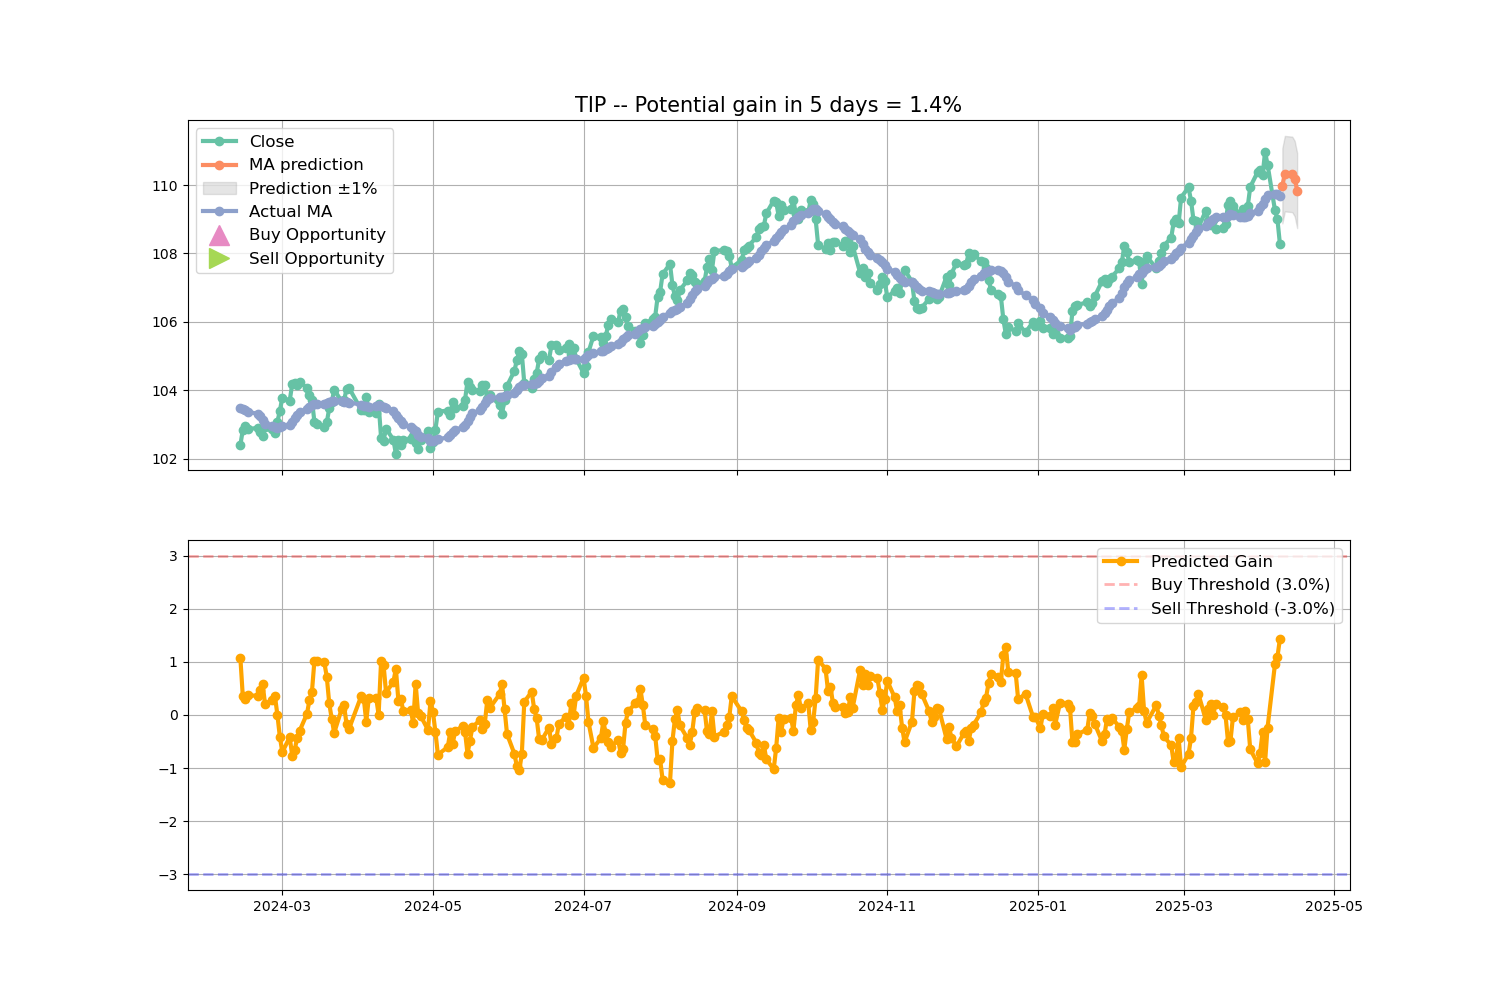 TIP -- Potential gain in 5 days = 1.4%
Close
MA prediction
Prediction ±1%
Actual MA
Buy Opportunity
Sell Opportunity
110
108
106
104
102
Predicted Gain
Buy Threshold (3.0%)
Sell Threshold (-3.0%)
3
2
1
0
−1
−2
−3
2024-03 2024-05 2024-07 2024-09 2024-11 2025-01 2025-03 2025-05